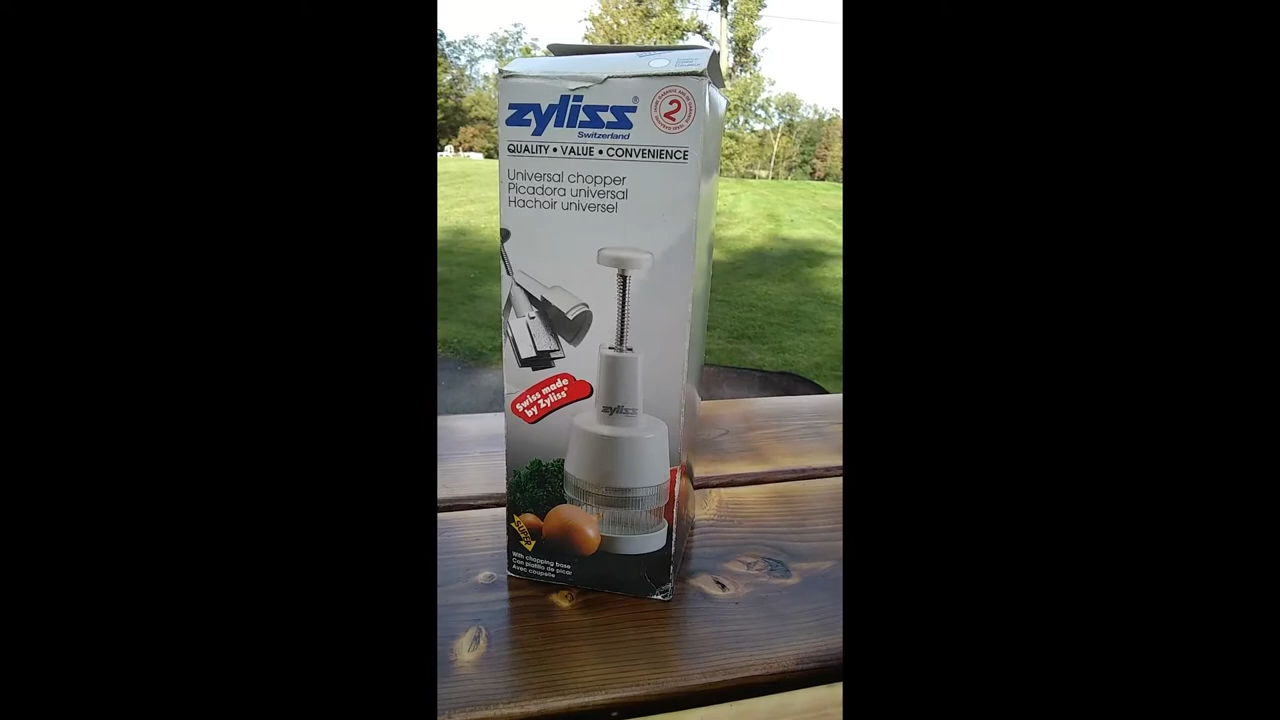 zyliss®
Switzerland
2
QUALITY • VALUE • CONVENIENCE
Universal chopper
Picadora universal
Hachoir universel
Swiss made
by Zyliss®
zyliss
SUPER
With chopping base
Con platillo de picar
Avec coupelle